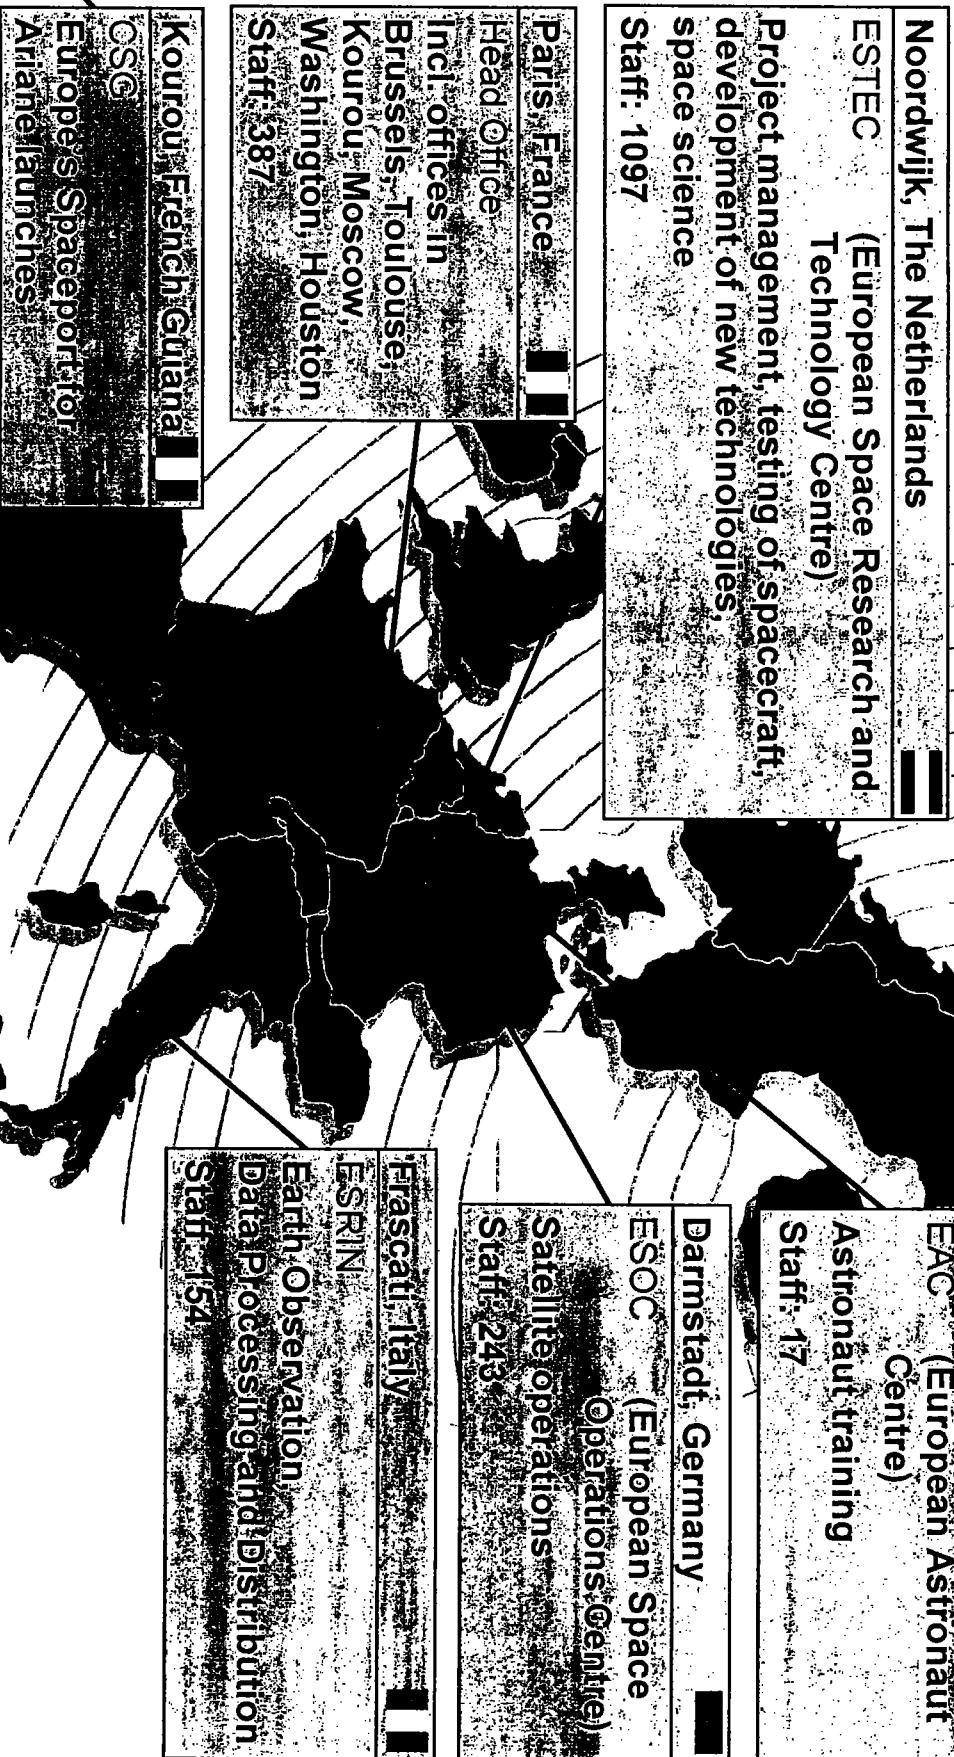 Noordwijk, The Netherlands
ESTEC (European Space Research and
Technology Centre)
Project management, testing of spacecraft,
development of new technologies,
space science
Staff: 1097
Paris, France
Head Office
Incl. offices in
Brussels, Toulouse,
Kourou, Moscow,
Washington, Houston
Staff: 387
Kourou, French Guiana
CSG
Europe's Spaceport for
Ariane launches
EAC (European Astronaut
Centre)
Astronaut training
Staff: 17
Darmstadt, Germany
ESOC (European Space
Operations Centre)
Satellite operations
Staff: 243
Frascati, Italy
ESRIN
Earth Observation,
Data Processing and Distribution
Staff: 154